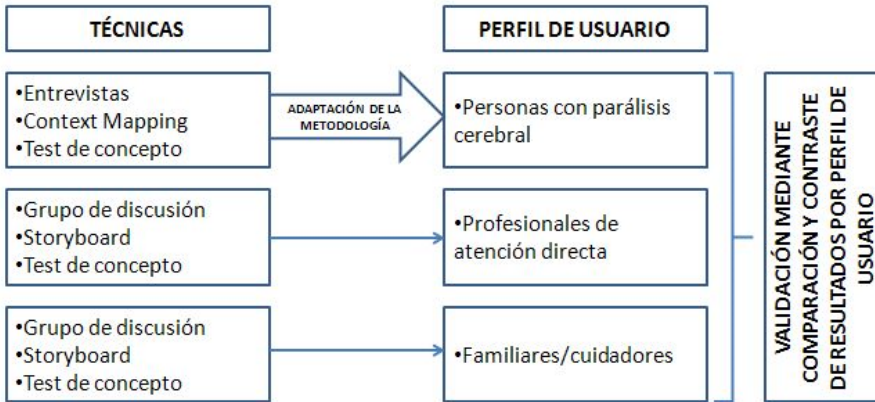 TÉCNICAS
PERFIL DE USUARIO
•Entrevistas
•Context Mapping
•Test de concepto
ADAPTACIÓN DE LA
METODOLOGÍA
•Personas con parálisis
cerebral
•Grupo de discusión
•Storyboard
•Test de concepto
•Profesionales de
atención directa
•Grupo de discusión
•Storyboard
•Test de concepto
•Familiares/cuidadores
VALIDACIÓN MEDIANTE
COMPARACIÓN Y CONTRASTE
DE RESULTADOS POR PERFIL DE
USUARIO